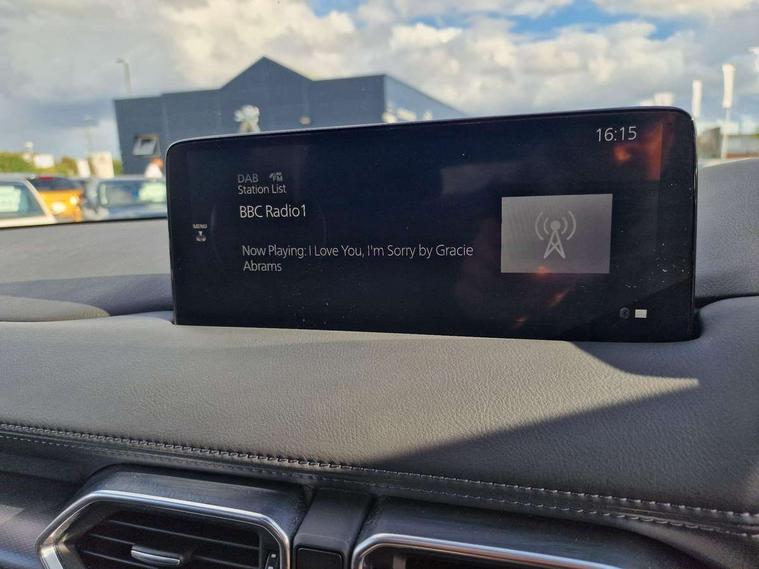 16:15
DAB
Station List
BBC Radio1
MENU
Now Playing: I Love You, I'm Sorry by Gracie
Abrams